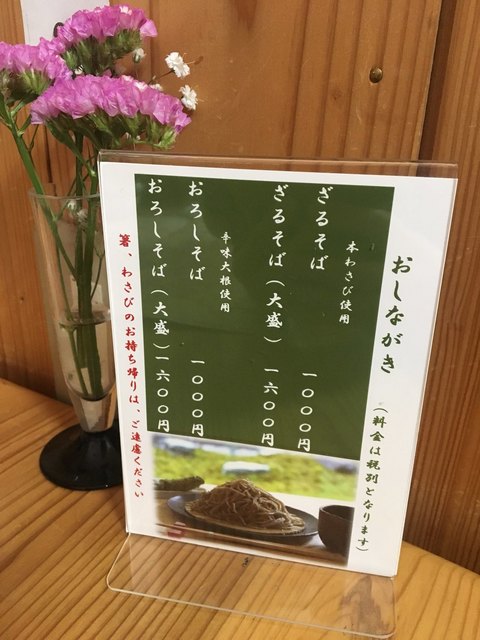 おしながき
(料金は税別となります)
本わさび使用
ざるそば 一〇〇〇円
ざるそば(大盛) 一六〇〇円
辛味大根使用
おろしそば 一〇〇〇円
おろしそば(大盛) 一六〇〇円
箸、わさびのお持ち帰りは、ご遠慮ください